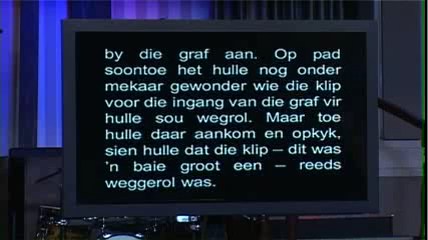 by die graf aan. Op pad
soontoe het hulle nog onder
mekaar gewonder wie die klip
voor die ingang van die graf vir
hulle sou wegrol. Maar toe
hulle daar aankom en opkyk,
sien hulle dat die klip – dit was
'n baie groot een – reeds
weggerol was.